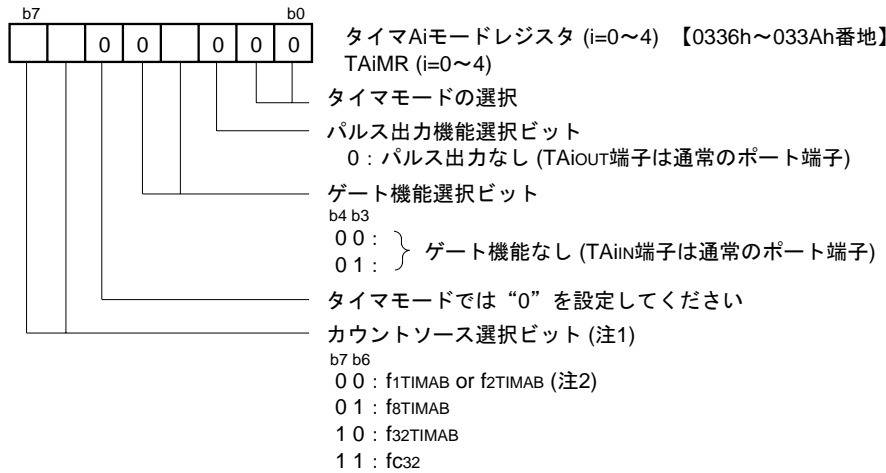 b7 b0
0 0 0 0 0
タイマAiモードレジスタ (i=0～4) 【0336h～033Ah番地】
TAiMR (i=0～4)
タイマモードの選択
パルス出力機能選択ビット
0 : パルス出力なし (TAiOUT端子は通常のポート端子)
ゲート機能選択ビット
b4 b3
0 0 :
0 1 :
ゲート機能なし (TAiIN端子は通常のポート端子)
タイマモードでは“0”を設定してください
カウントソース選択ビット (注1)
b7 b6
0 0 : f1TIMAB or f2TIMAB (注2)
0 1 : f8TIMAB
1 0 : f32TIMAB
1 1 : fC32